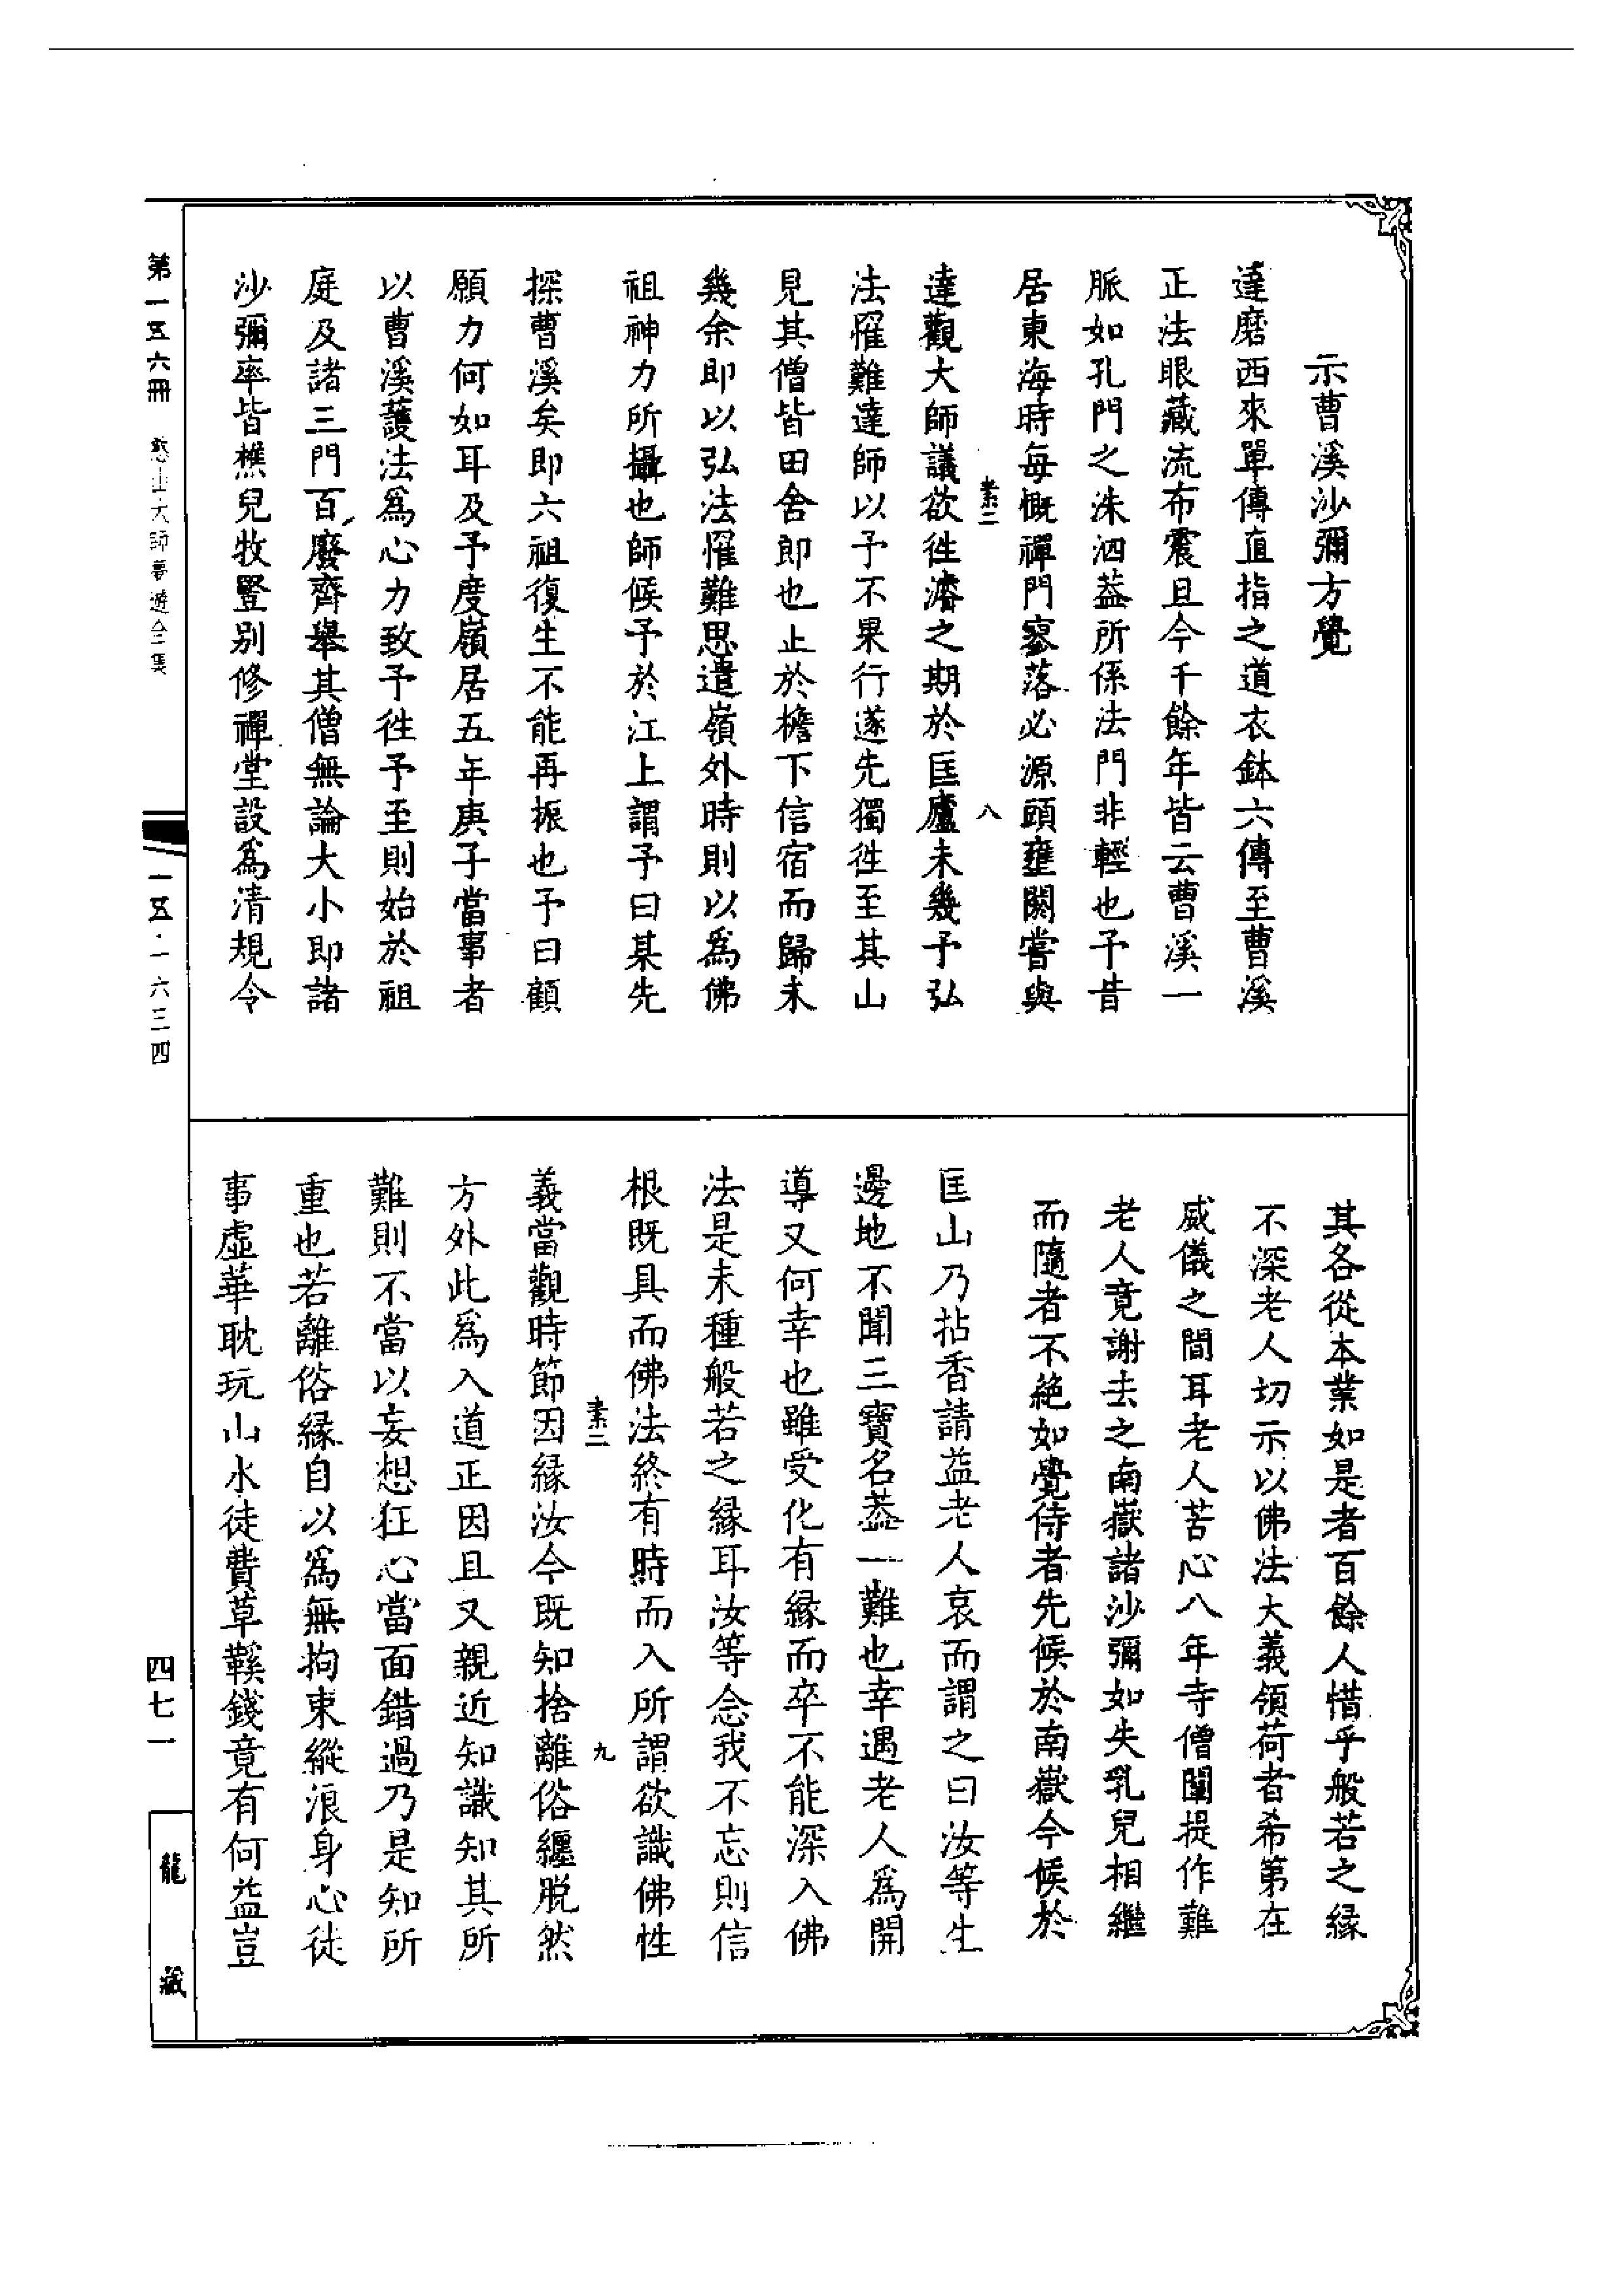 示曹溪沙彌方覺
達磨西來單傳直指之道衣鉢六傳至曹溪
正法眼藏流布震旦今千餘年皆云曹溪一
脈如孔門之洙泗葢所係法門非輕也予昔
居東海時每慨禪門寥落必源頭壅閼嘗與
素二
八
達觀大師議欲徃濬之期於匡廬未幾予弘
法罹難達師以予不果行遂先獨徃至其山
見其僧皆田舍郎也止於檐下信宿而歸未
幾余即以弘法罹難思遣嶺外時則以爲佛
祖神力所攝也師候予於江上謂予曰某先
探曹溪矣即六祖復生不能再振也予曰顧
願力何如耳及予度嶺居五年庚子當事者
以曹溪護法爲心力致予徃予至則始於祖
庭及諸三門百廢齊舉其僧無論大小即諸
沙彌率皆樵兒牧豎别修禪堂設爲清規令
其各從本業如是者百餘人惜乎般若之緣
不深老人切示以佛法大義領荷者希第在
威儀之間耳老人苦心八年寺僧闡提作難
老人竟謝去之南嶽諸沙彌如失乳兒相繼
而隨者不絶如覺侍者先候於南嶽今候於
匡山乃拈香請益老人哀而謂之曰汝等生
邊地不聞三寶名葢一難也幸遇老人爲開
導又何幸也雖受化有緣而卒不能深入佛
法是未種般若之緣耳汝等念我不忘則信
根既具而佛法終有時而入所謂欲識佛性
素二
九
義當觀時節因緣汝今既知捨離俗纏脱然
方外此爲入道正因且又親近知識知其所
難則不當以妄想狂心當面錯過乃是知所
重也若離俗緣自以爲無拘束縱浪身心徒
事虛華耽玩山水徒費草鞵錢竟有何益豈
第一五六冊
憨山大師夢遊全集
一五·一六三四
四七一
龍藏